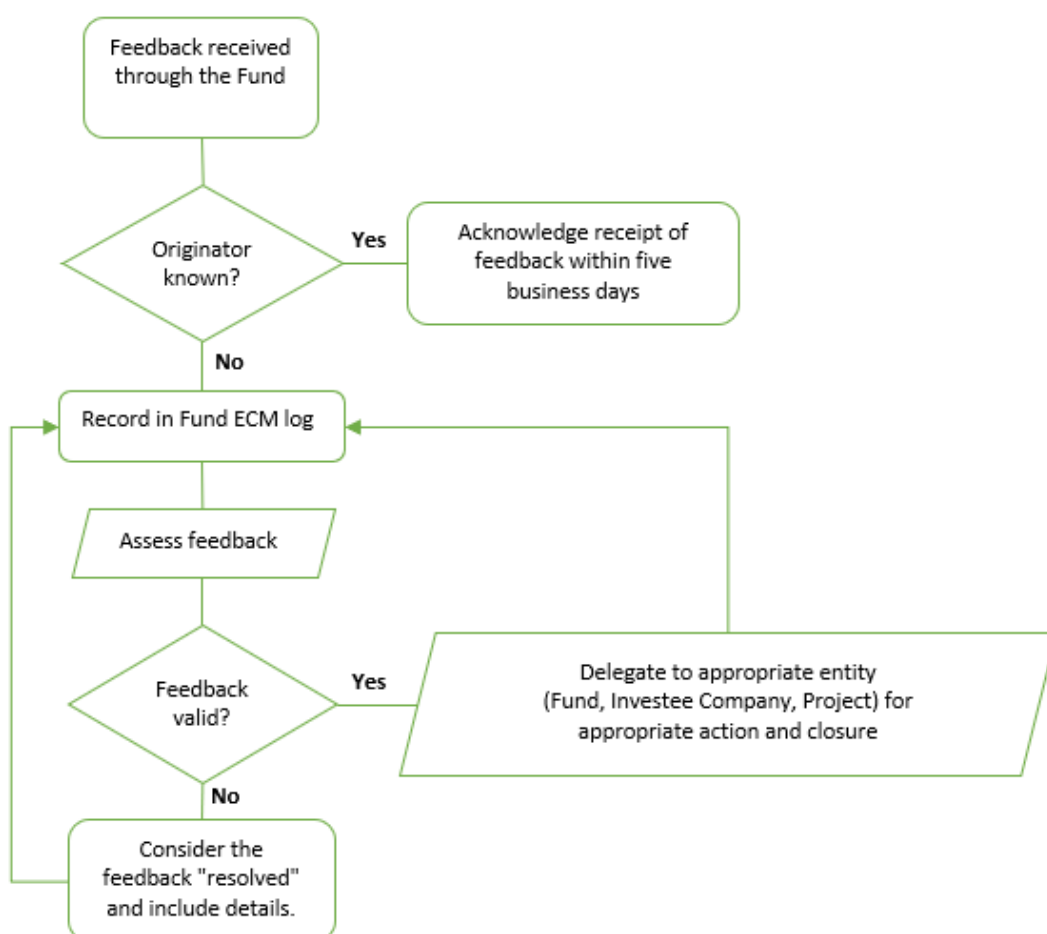 Feedback received
through the Fund
Originator
known?
Yes
Acknowledge receipt of
feedback within five
business days
No
Record in Fund ECM log
Assess feedback
Feedback
valid?
Yes
Delegate to appropriate entity
(Fund, Investee Company, Project) for
appropriate action and closure
No
Consider the
feedback "resolved"
and include details.